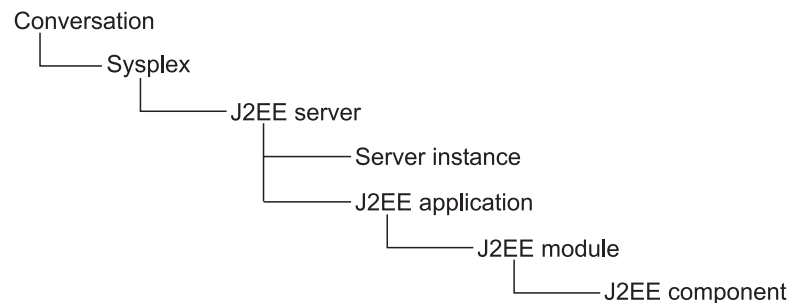 Conversation
Sysplex
J2EE server
Server instance
J2EE application
J2EE module
J2EE component